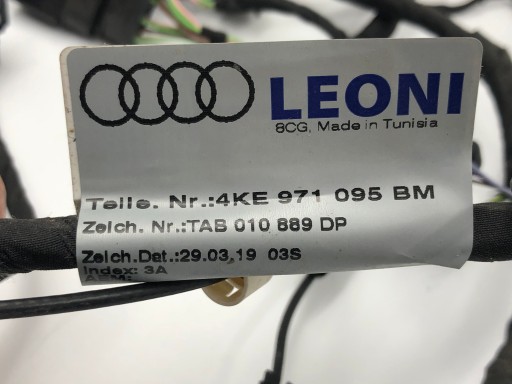 LEONI
8CG, Made in Tunisia
Teile. Nr.:4KE 971 095 BM
Zeich. Nr.:TAB 010 889 DP
Zeich.Dat.:29.03.19 03S
Index: 3A